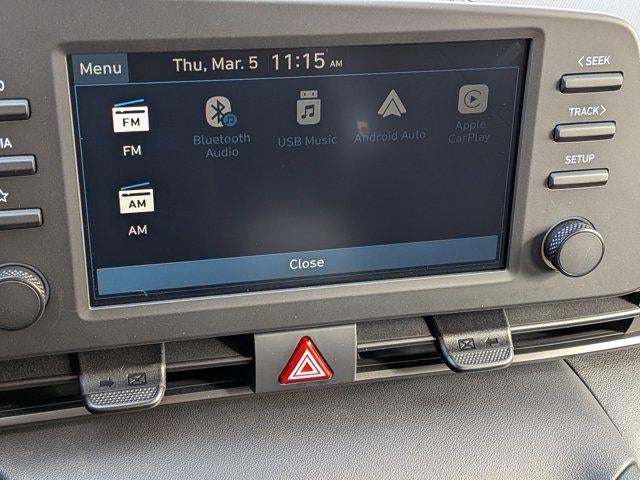 Menu
Thu, Mar. 5 11:15 AM
<SEEK
TRACK>
SETUP
FM
FM
Bluetooth
Audio
USB Music
Android Auto
Apple
CarPlay
AM
AM
Close